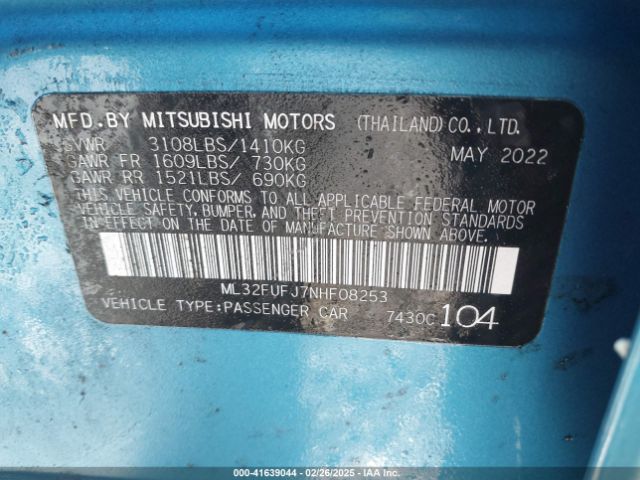 MFD.BY MITSUBISHI MOTORS (THAILAND)CO.,LTD.
GVWR 3108LBS/1410KG MAY 2022
GAWR FR 1609LBS/ 730KG
GAWR RR 1521LBS/ 690KG
THIS VEHICLE CONFORMS TO ALL APPLICABLE FEDERAL MOTOR
VEHICLE SAFETY, BUMPER, AND THEFT PREVENTION STANDARDS
IN EFFECT ON THE DATE OF MANUFACTURE SHOWN ABOVE.
ML32FUFJ7NHF08253
VEHICLE TYPE:PASSENGER CAR 7430C 104
000-41639044 | 02/26/2025 | IAA Inc.